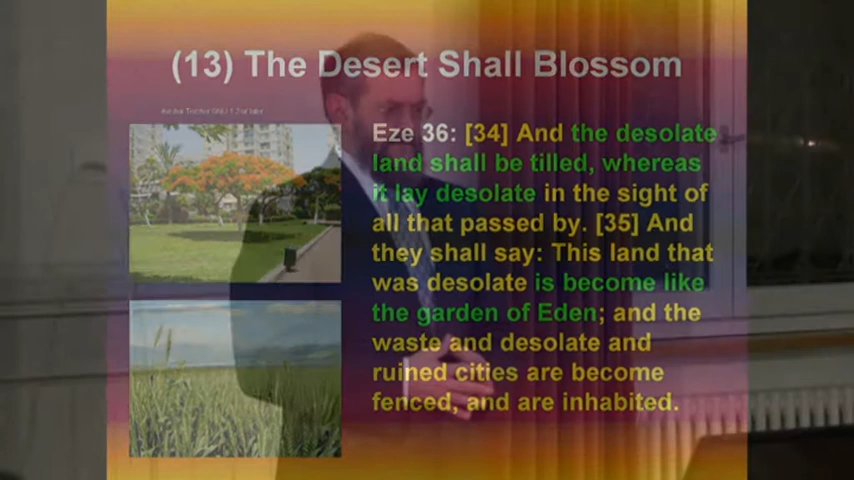 (13) The Desert Shall Blossom
Eze 36: [34] And the desolate
land shall be tilled, whereas
it lay desolate in the sight of
all that passed by. [35] And
they shall say: This land that
was desolate is become like
the garden of Eden; and the
waste and desolate and
ruined cities are become
fenced, and are inhabited.